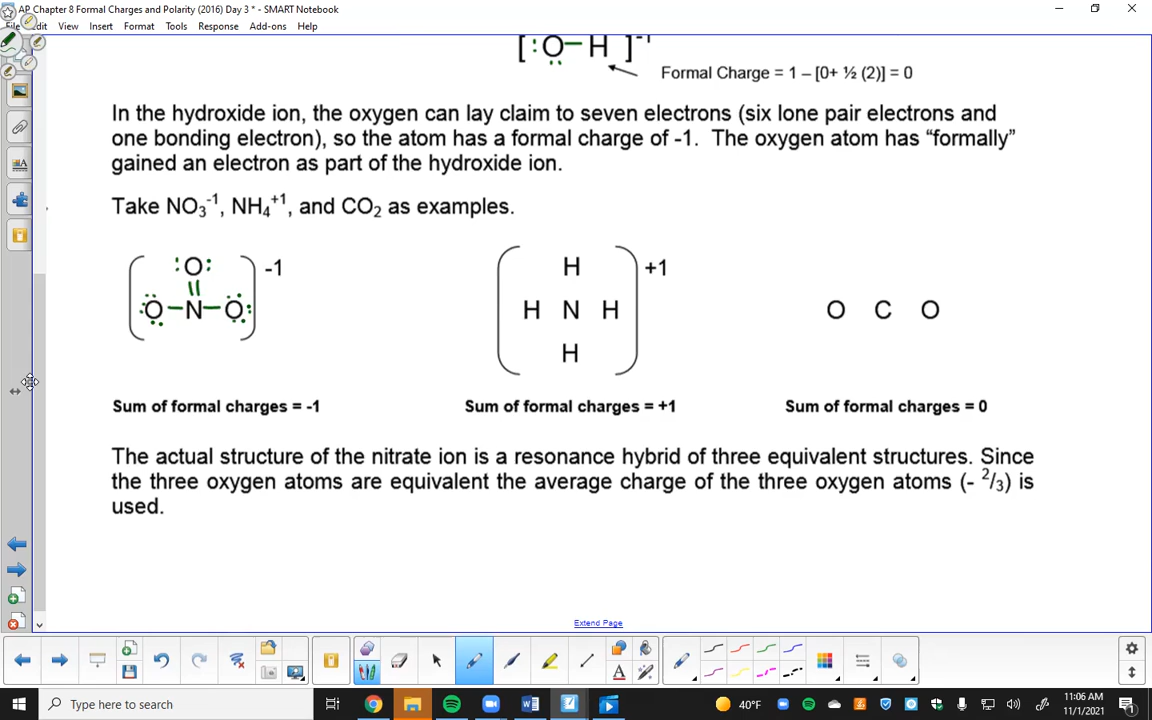 AP Chapter 8 Formal Charges and Polarity (2016) Day 3 * - SMART Notebook
File Edit View Insert Format Tools Response Add-ons Help
[:O–H ]⁻¹
Formal Charge = 1 – [0+ ½ (2)] = 0
In the hydroxide ion, the oxygen can lay claim to seven electrons (six lone pair electrons and
one bonding electron), so the atom has a formal charge of -1. The oxygen atom has “formally”
gained an electron as part of the hydroxide ion.
Take NO₃⁻¹, NH₄⁺¹, and CO₂ as examples.
:O: -1
O–N–O
H +1
H N H
H
O C O
Sum of formal charges = -1 Sum of formal charges = +1 Sum of formal charges = 0
The actual structure of the nitrate ion is a resonance hybrid of three equivalent structures. Since
the three oxygen atoms are equivalent the average charge of the three oxygen atoms (- ²/₃) is
used.
Extend Page
Type here to search
40°F
11:06 AM
11/1/2021